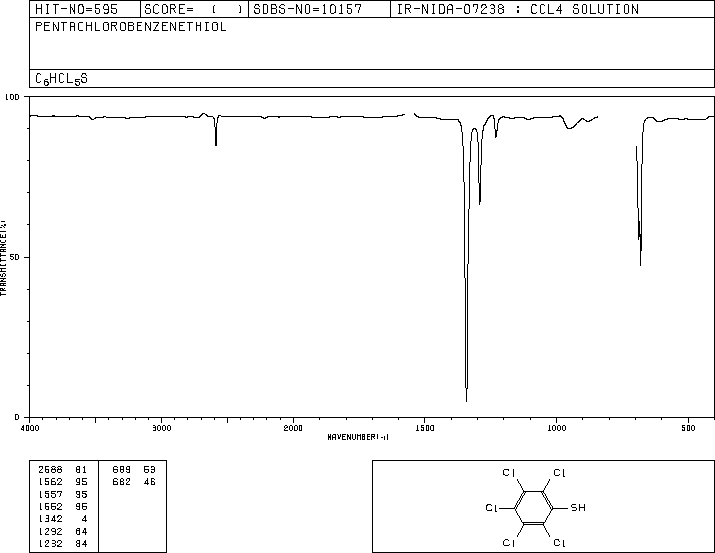 HIT-NO=595 SCORE= ( ) SDBS-NO=10157 IR-NIDA-07238 : CCL4 SOLUTION
PENTACHLOROBENZENETHIOL
C6HCL5S
100
50
0
TRANSMITTANCE(%)
4000 3000 2000 1500 1000 500
WAVENUMBER(-1)
2588 81 689 53
1562 95 682 46
1557 95
1342 4
1292 64
1232 84
Cl Cl
Cl SH
Cl Cl